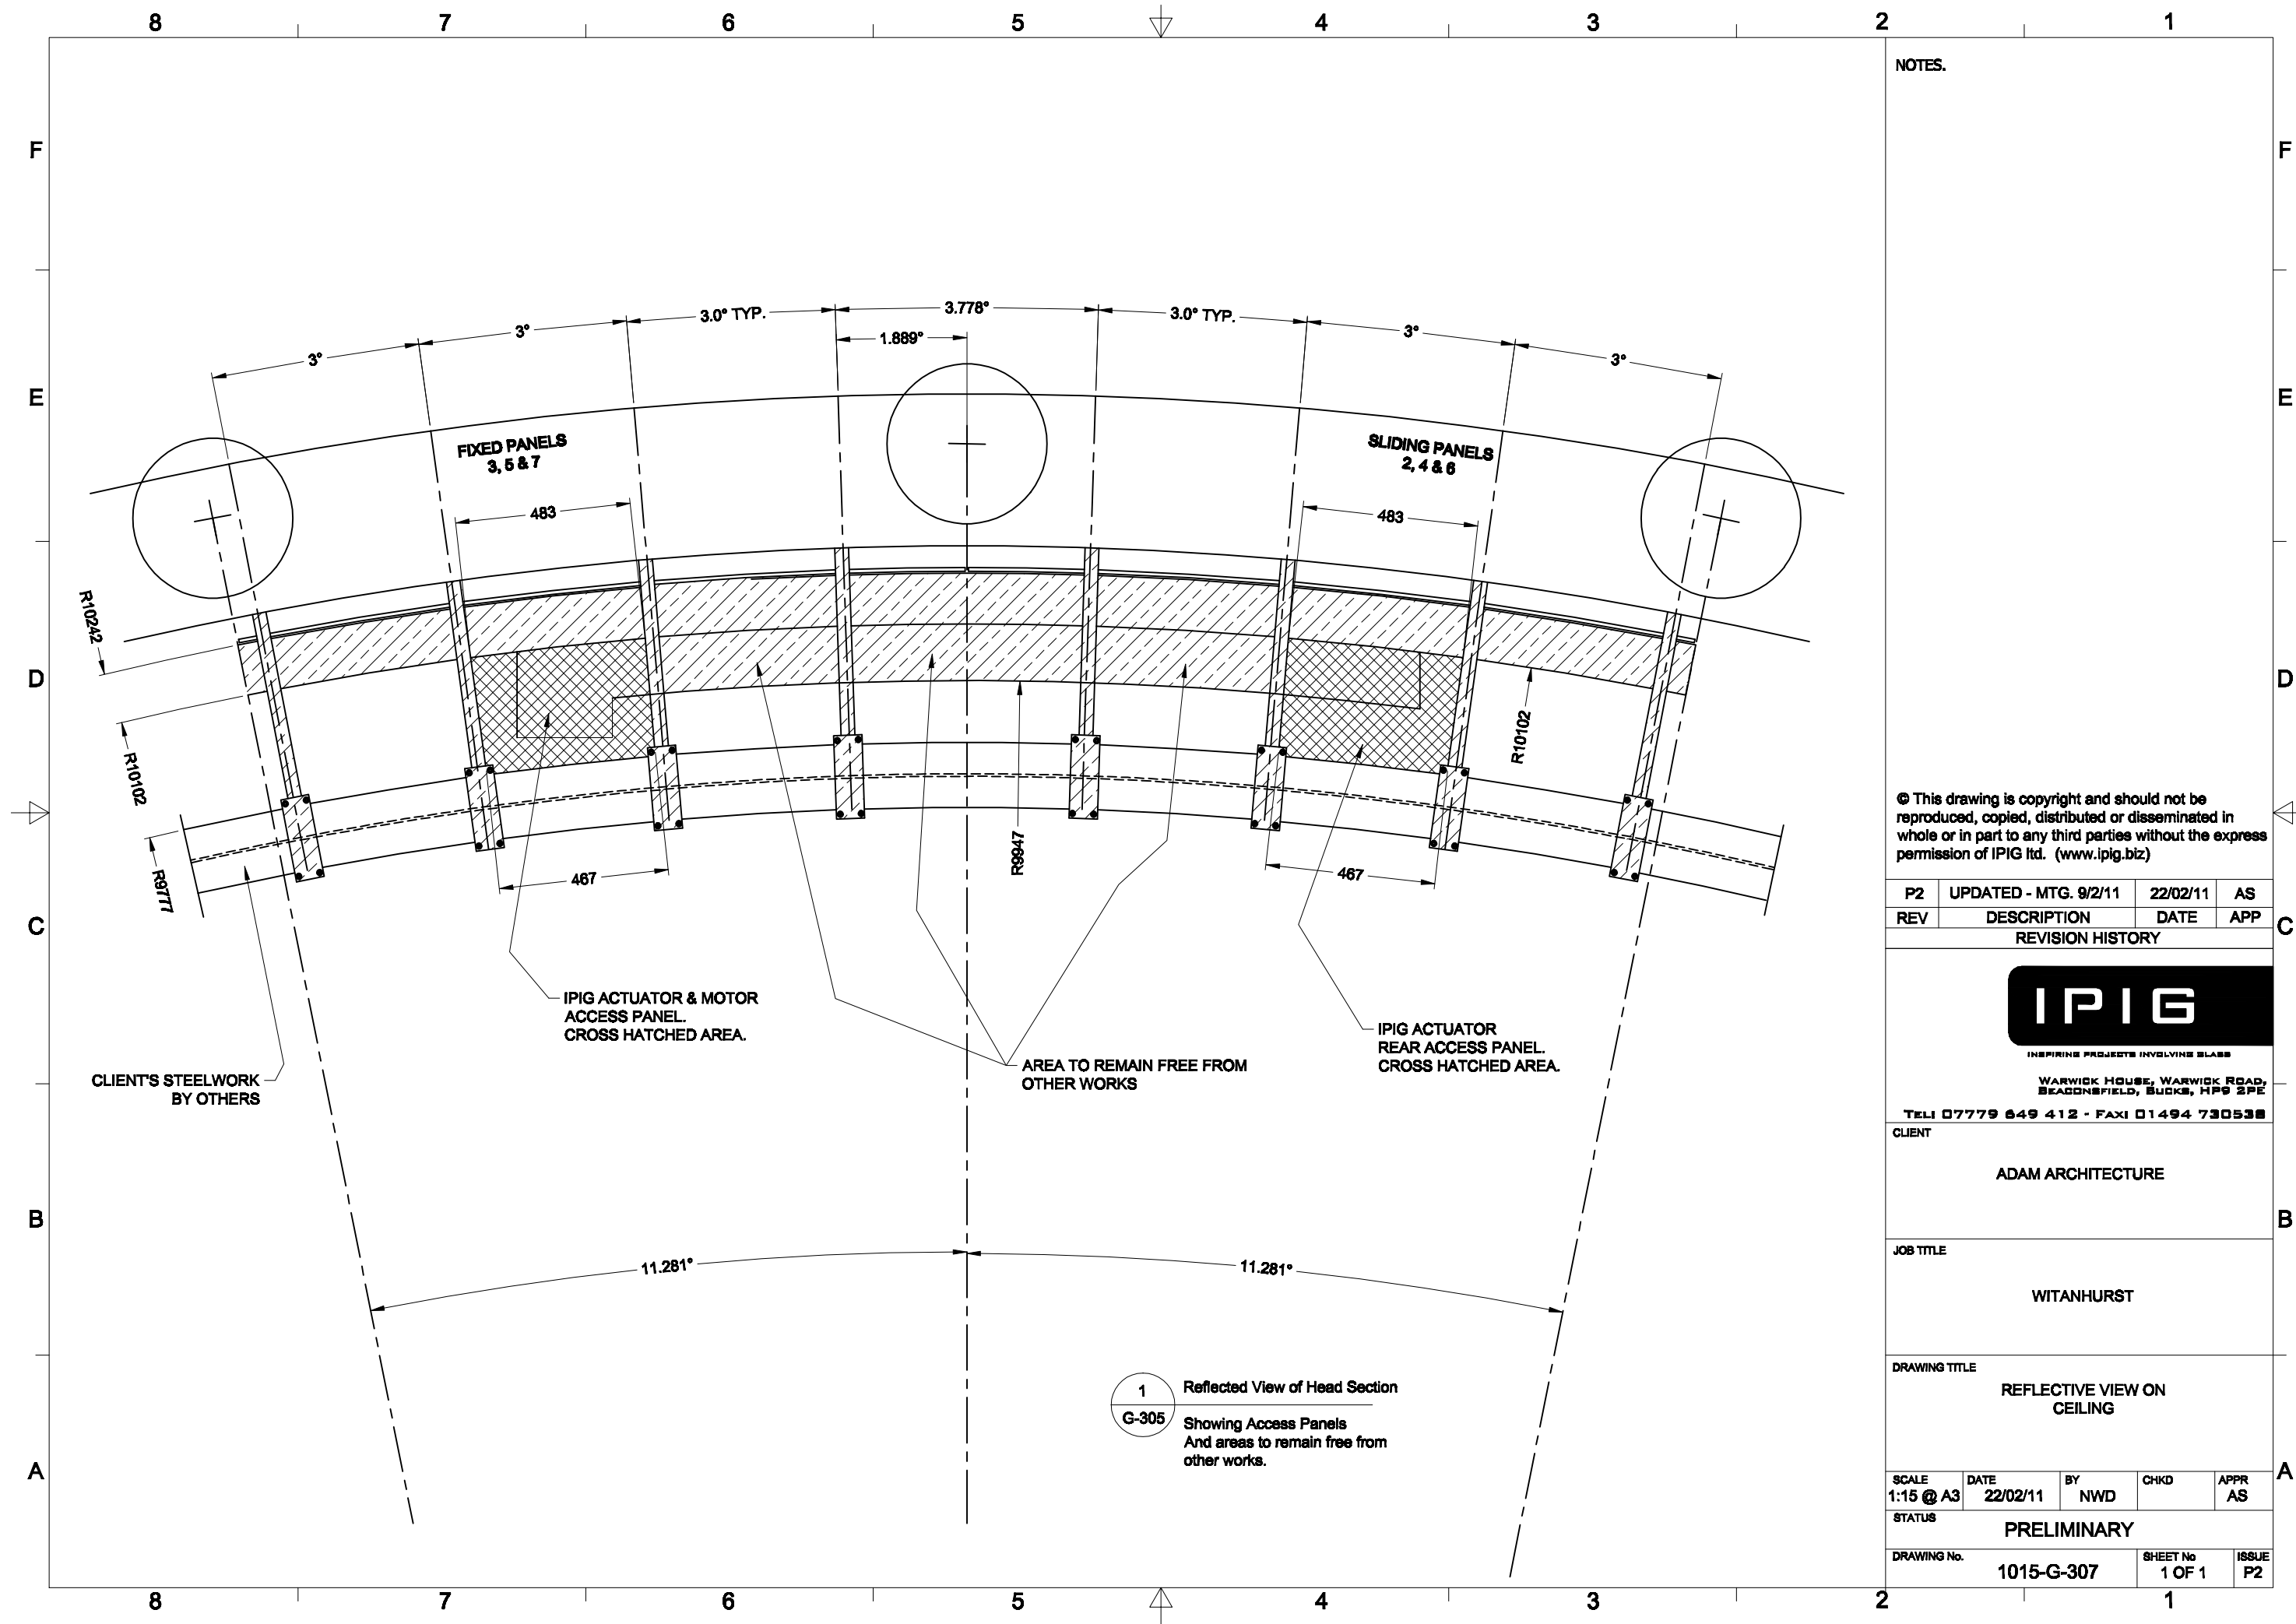 8 7 6 5 4 3 2 1
F F
E E
D D
C C
B B
A A
3°
3°
3.0° TYP.
3.778°
1.889°
3.0° TYP.
3°
3°
FIXED PANELS
3, 5 & 7
SLIDING PANELS
2, 4 & 6
483
483
R10242
R10102
R9777
R10102
R9947
467
467
IPIG ACTUATOR & MOTOR
ACCESS PANEL.
CROSS HATCHED AREA.
CLIENT'S STEELWORK
BY OTHERS
AREA TO REMAIN FREE FROM
OTHER WORKS
IPIG ACTUATOR
REAR ACCESS PANEL.
CROSS HATCHED AREA.
11.281°
11.281°
1
G-305
Reflected View of Head Section
Showing Access Panels
And areas to remain free from
other works.
8 7 6 5 4 3 2 1
NOTES.
© This drawing is copyright and should not be
reproduced, copied, distributed or disseminated in
whole or in part to any third parties without the express
permission of IPIG ltd. (www.ipig.biz)
P2 UPDATED - MTG. 9/2/11 22/02/11 AS
REV DESCRIPTION DATE APP
REVISION HISTORY
IPIG
INSPIRING PROJECTS INVOLVING GLASS
WARWICK HOUSE, WARWICK ROAD,
BEACONSFIELD, BUCKS, HP9 2PE
TEL: 07779 649 412 - FAX: 01494 730538
CLIENT
ADAM ARCHITECTURE
JOB TITLE
WITANHURST
DRAWING TITLE
REFLECTIVE VIEW ON
CEILING
SCALE DATE BY CHKD APPR
1:15 @ A3 22/02/11 NWD AS
STATUS
PRELIMINARY
DRAWING No. SHEET No ISSUE
1015-G-307 1 OF 1 P2